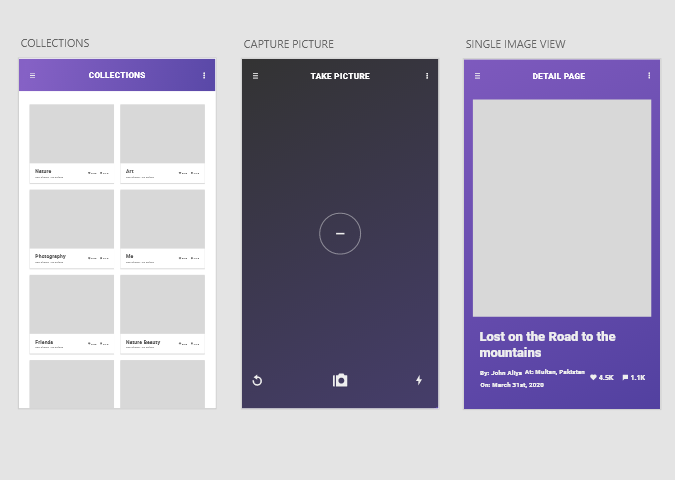 COLLECTIONS
COLLECTIONS
Nature
Art
Photography
Me
Friends
Nature Beauty
CAPTURE PICTURE
TAKE PICTURE
SINGLE IMAGE VIEW
DETAIL PAGE
Lost on the Road to the
mountains
By: John Aliya At: Multan, Pakistan
4.5K 1.1K
On: March 31st, 2020